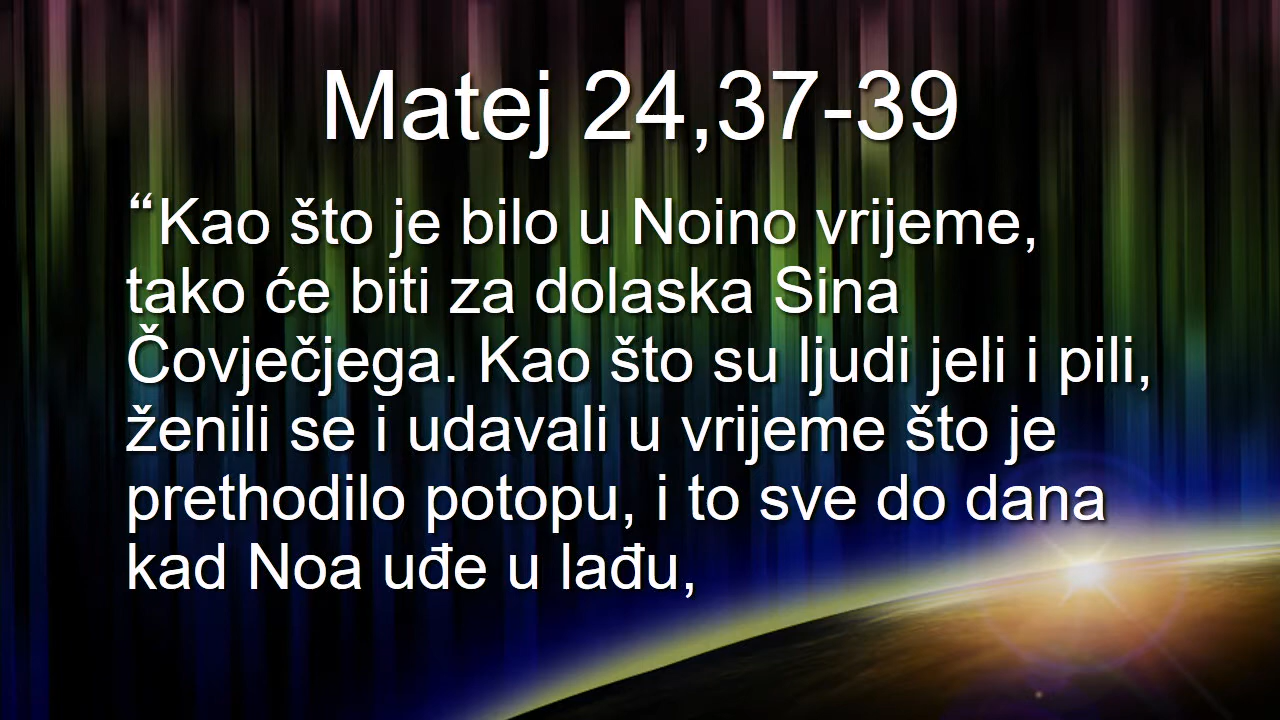 Matej 24,37-39
“Kao što je bilo u Noino vrijeme,
tako će biti za dolaska Sina
Čovječjega. Kao što su ljudi jeli i pili,
ženili se i udavali u vrijeme što je
prethodilo potopu, i to sve do dana
kad Noa uđe u lađu,